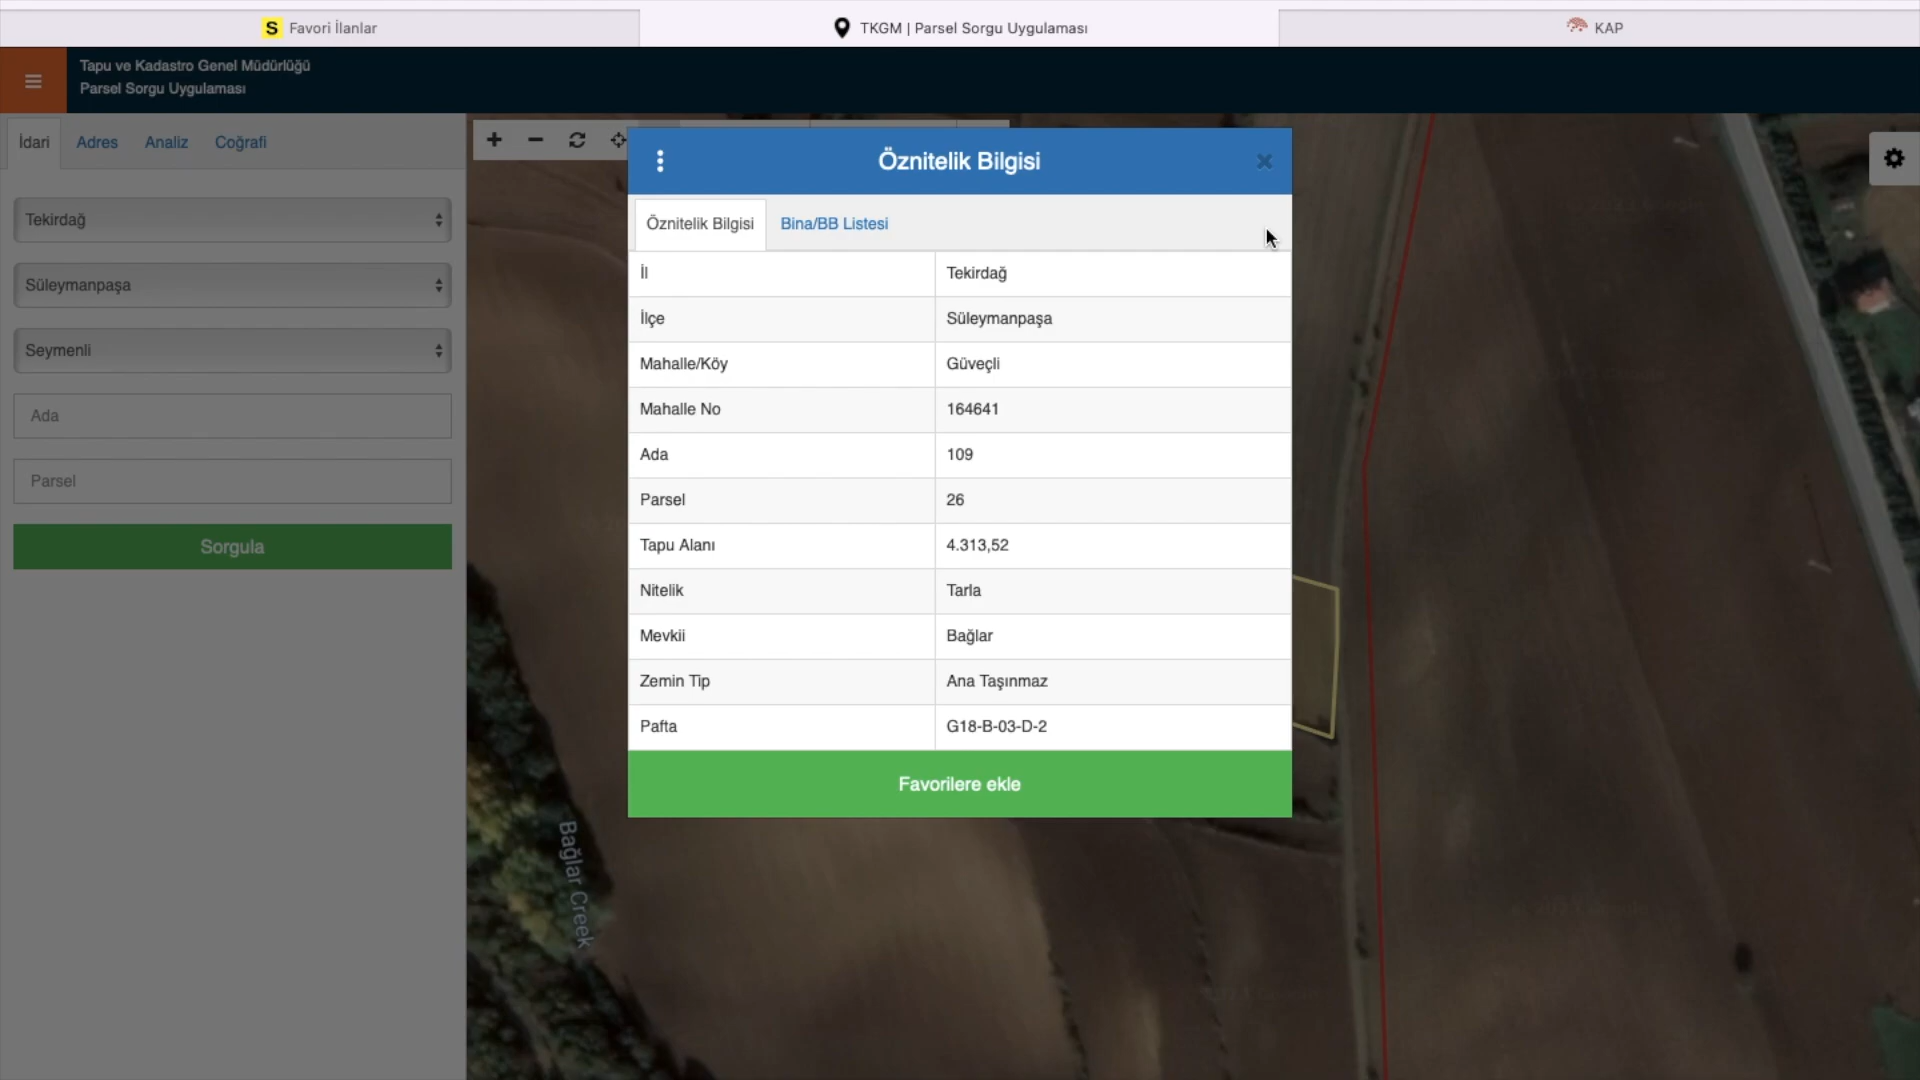 S Favori İlanlar
TKGM | Parsel Sorgu Uygulaması
KAP
Tapu ve Kadastro Genel Müdürlüğü
Parsel Sorgu Uygulaması
İdari Adres Analiz Coğrafi
Tekirdağ
Süleymanpaşa
Seymenli
Ada
Parsel
Sorgula
Öznitelik Bilgisi
Öznitelik Bilgisi Bina/BB Listesi
İl Tekirdağ
İlçe Süleymanpaşa
Mahalle/Köy Güveçli
Mahalle No 164641
Ada 109
Parsel 26
Tapu Alanı 4.313,52
Nitelik Tarla
Mevkii Bağlar
Zemin Tip Ana Taşınmaz
Pafta G18-B-03-D-2
Favorilere ekle
Bağlar Creek